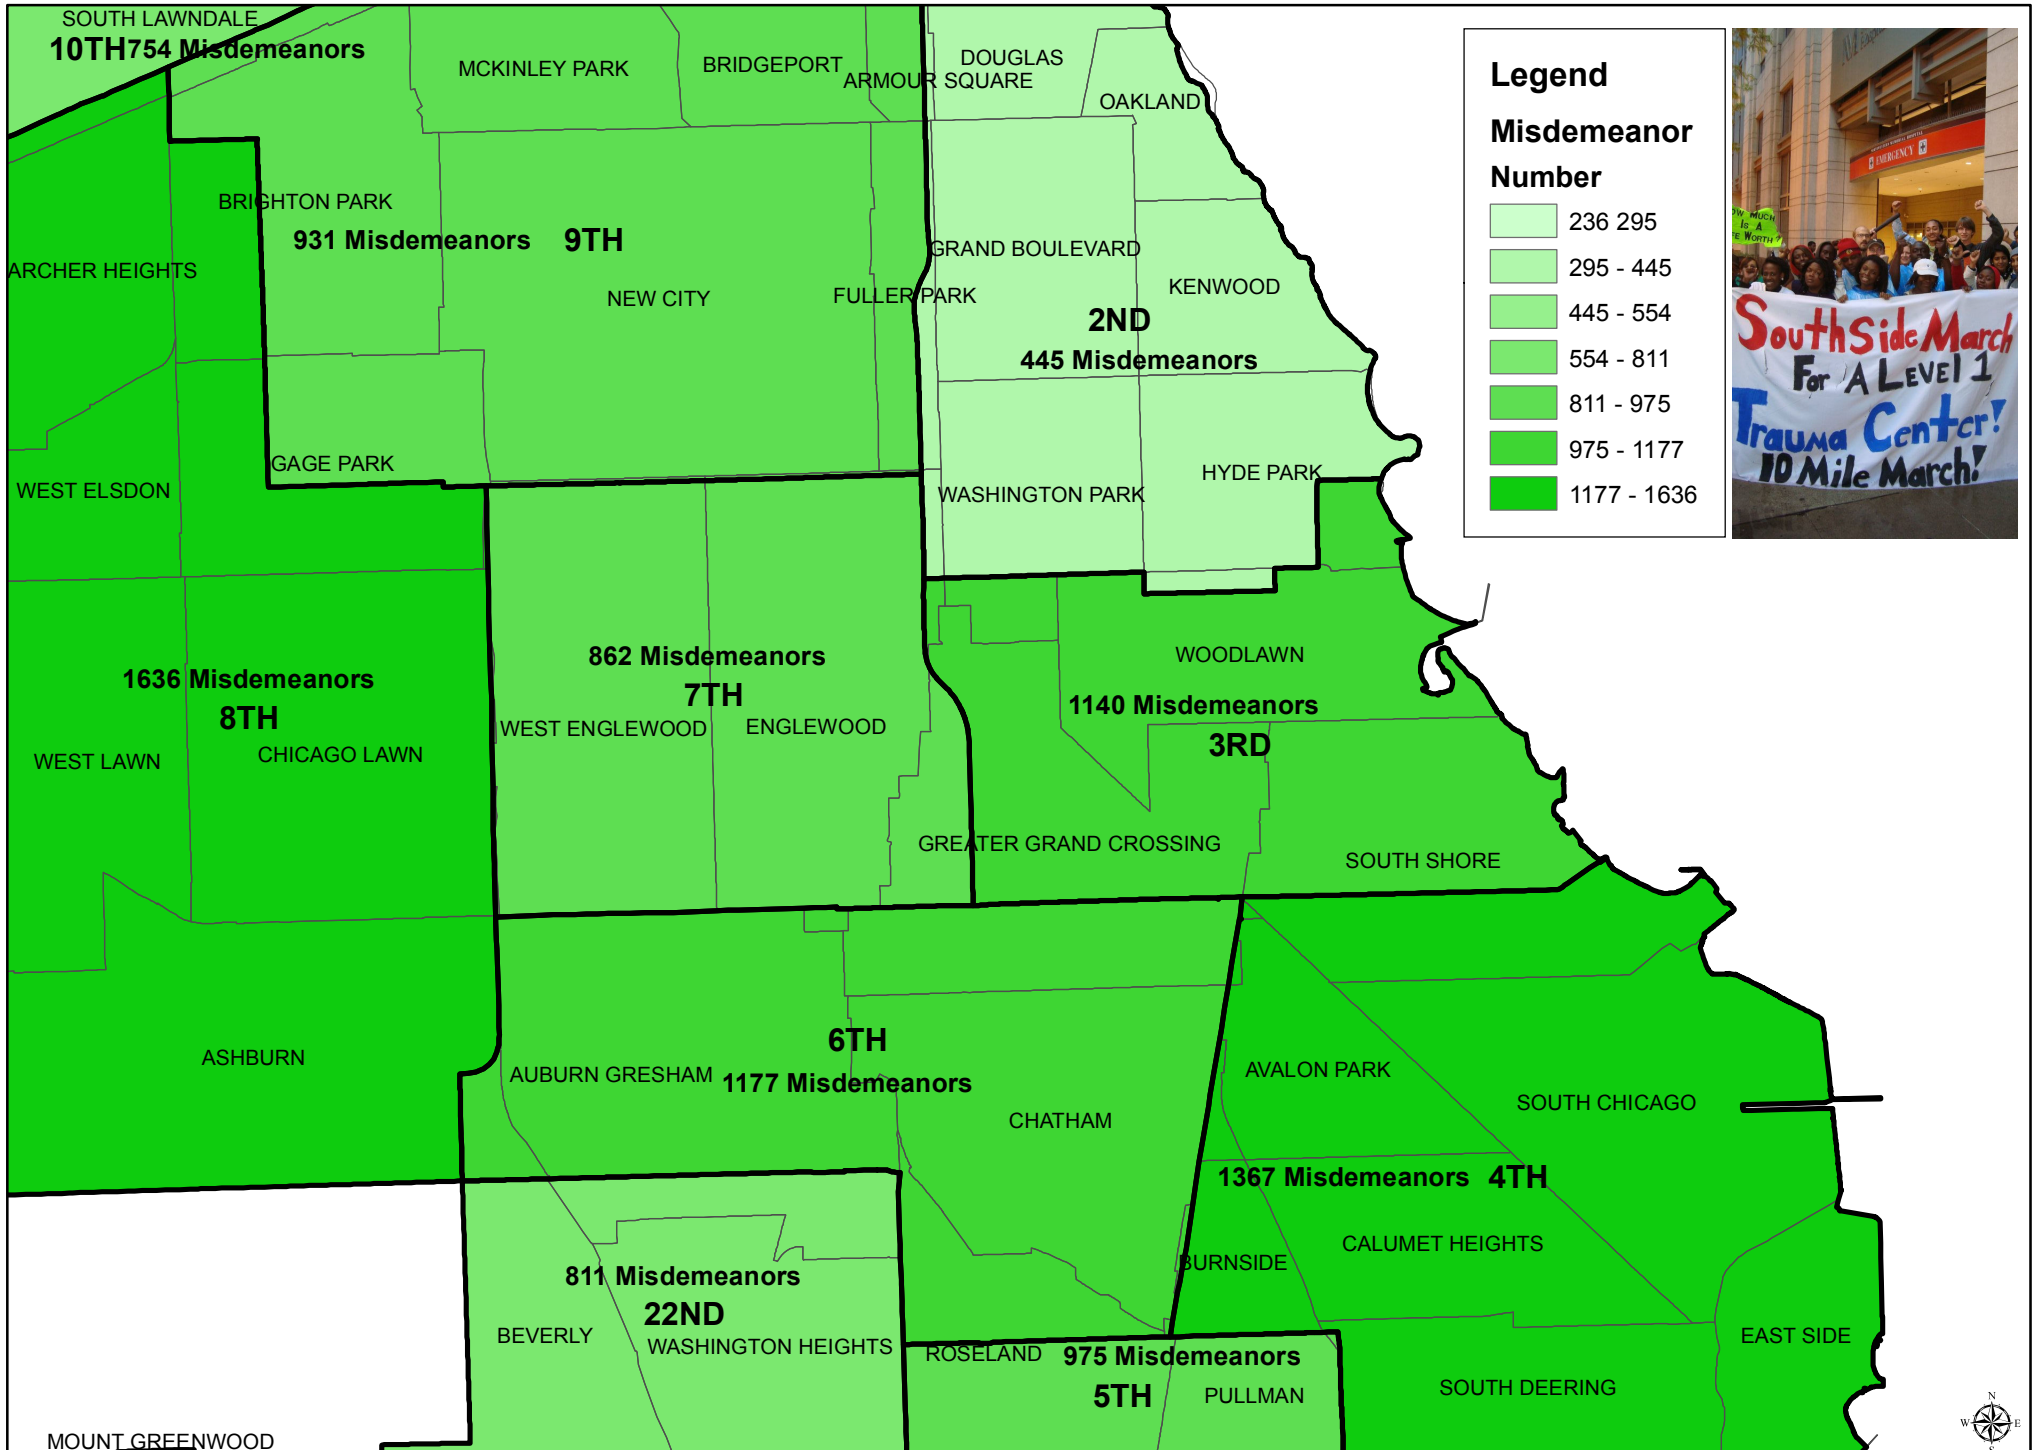 SOUTH LAWNDALE
10TH 754 Misdemeanors
MCKINLEY PARK
BRIDGEPORT
ARMOUR SQUARE
DOUGLAS
OAKLAND
BRIGHTON PARK
931 Misdemeanors 9TH
ARCHER HEIGHTS
NEW CITY
FULLER PARK
GRAND BOULEVARD
KENWOOD
2ND
445 Misdemeanors
GAGE PARK
WEST ELSDON
WASHINGTON PARK
HYDE PARK
862 Misdemeanors
7TH
WEST ENGLEWOOD
ENGLEWOOD
1636 Misdemeanors
8TH
WEST LAWN
CHICAGO LAWN
WOODLAWN
1140 Misdemeanors
3RD
GREATER GRAND CROSSING
SOUTH SHORE
ASHBURN
6TH
AUBURN GRESHAM
1177 Misdemeanors
CHATHAM
AVALON PARK
SOUTH CHICAGO
1367 Misdemeanors 4TH
CALUMET HEIGHTS
BURNSIDE
811 Misdemeanors
22ND
BEVERLY
WASHINGTON HEIGHTS
ROSELAND
975 Misdemeanors
5TH
PULLMAN
EAST SIDE
SOUTH DEERING
MOUNT GREENWOOD
Legend
Misdemeanor
Number
236 295
295 - 445
445 - 554
554 - 811
811 - 975
975 - 1177
1177 - 1636
EMERGENCY
MUCH
IS A
WORTH?
SouthSide March
For A LEVEl 1
Trauma Center!
10 Mile March!
N
W E
S